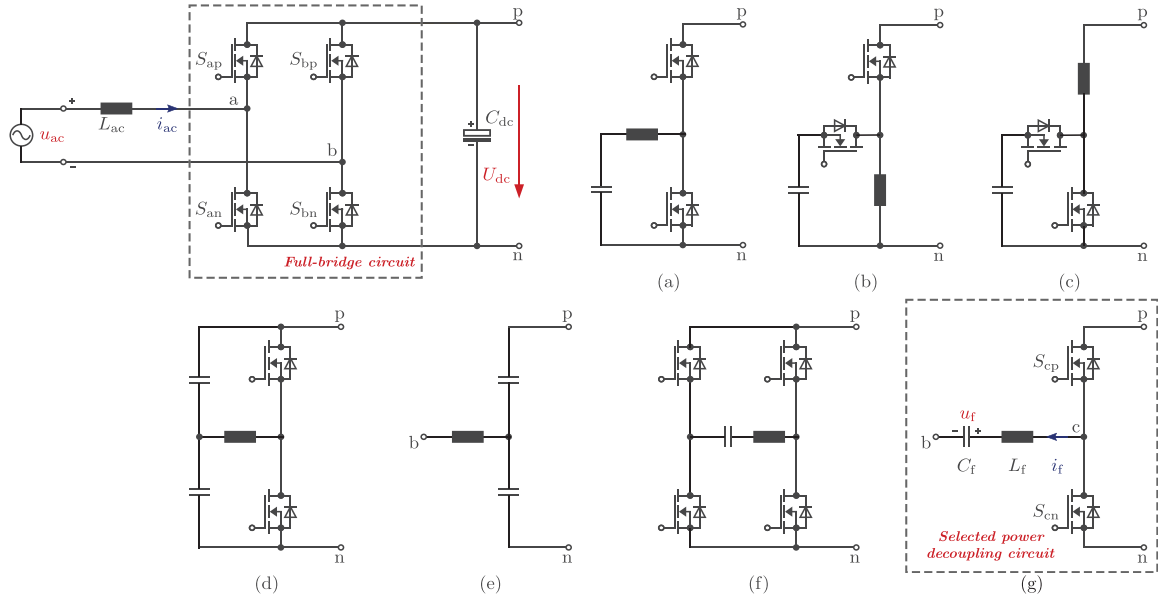 p
S_ap
S_bp
+
a
L_ac
i_ac
u_ac
b
-
+
C_dc
-
U_dc
S_an
S_bn
Full-bridge circuit
n
p
n
(a)
p
n
(b)
p
n
(c)
p
n
(d)
p
b
n
(e)
p
n
(f)
p
S_cp
u_f
c
- +
b
C_f L_f i_f
S_cn
Selected power
decoupling circuit
n
(g)